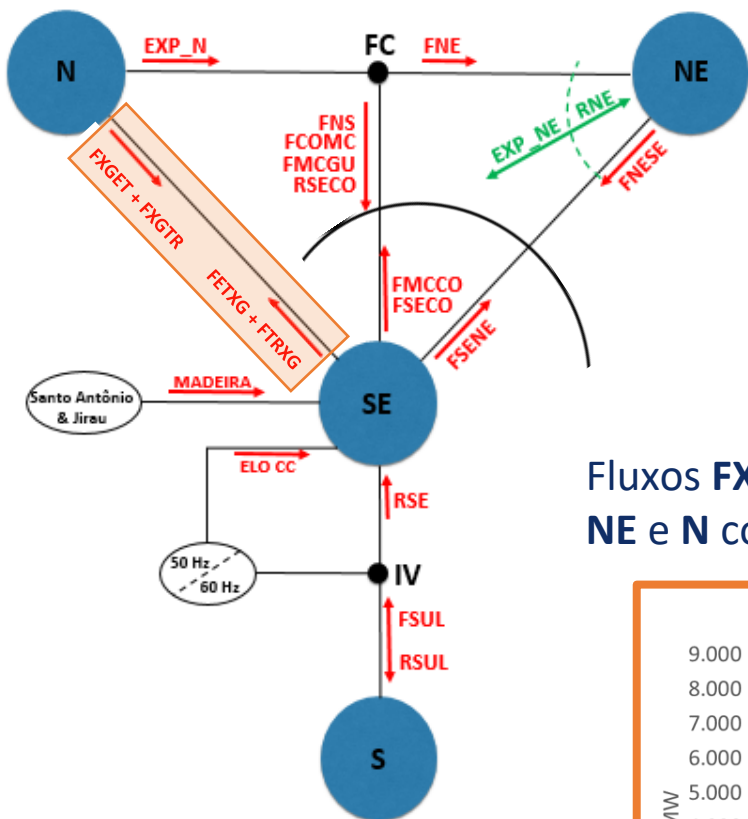 EXP_N
FC
FNE
N
NE
FNS
FCOMC
FMCGU
RSECO
EXP_NE RNE
FNESE
FXGET + FXGTR
FETXG + FTRXG
FMCCO
FSECO
FSENE
MADEIRA
Santo Antônio
& Jirau
SE
ELO CC
RSE
50 Hz
60 Hz
IV
FSUL
RSUL
S
Fluxos FX
NE e N co
9.000
8.000
7.000
6.000
5.000
MW